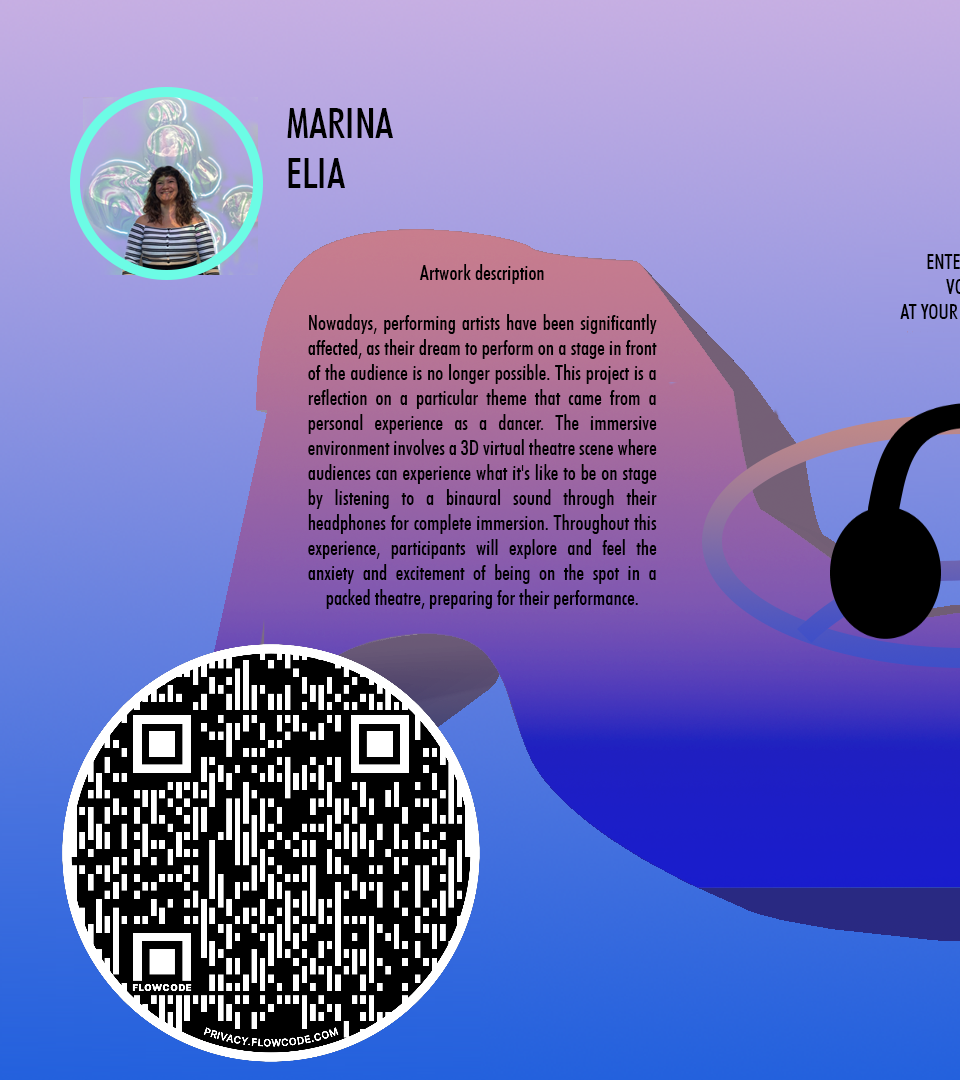 MARINA
ELIA
Artwork description
Nowadays, performing artists have been significantly
affected, as their dream to perform on a stage in front
of the audience is no longer possible. This project is a
reflection on a particular theme that came from a
personal experience as a dancer. The immersive
environment involves a 3D virtual theatre scene where
audiences can experience what it's like to be on stage
by listening to a binaural sound through their
headphones for complete immersion. Throughout this
experience, participants will explore and feel the
anxiety and excitement of being on the spot in a
packed theatre, preparing for their performance.
AT YOUR
FLOWCODE
PRIVACY.FLOWCODE.COM